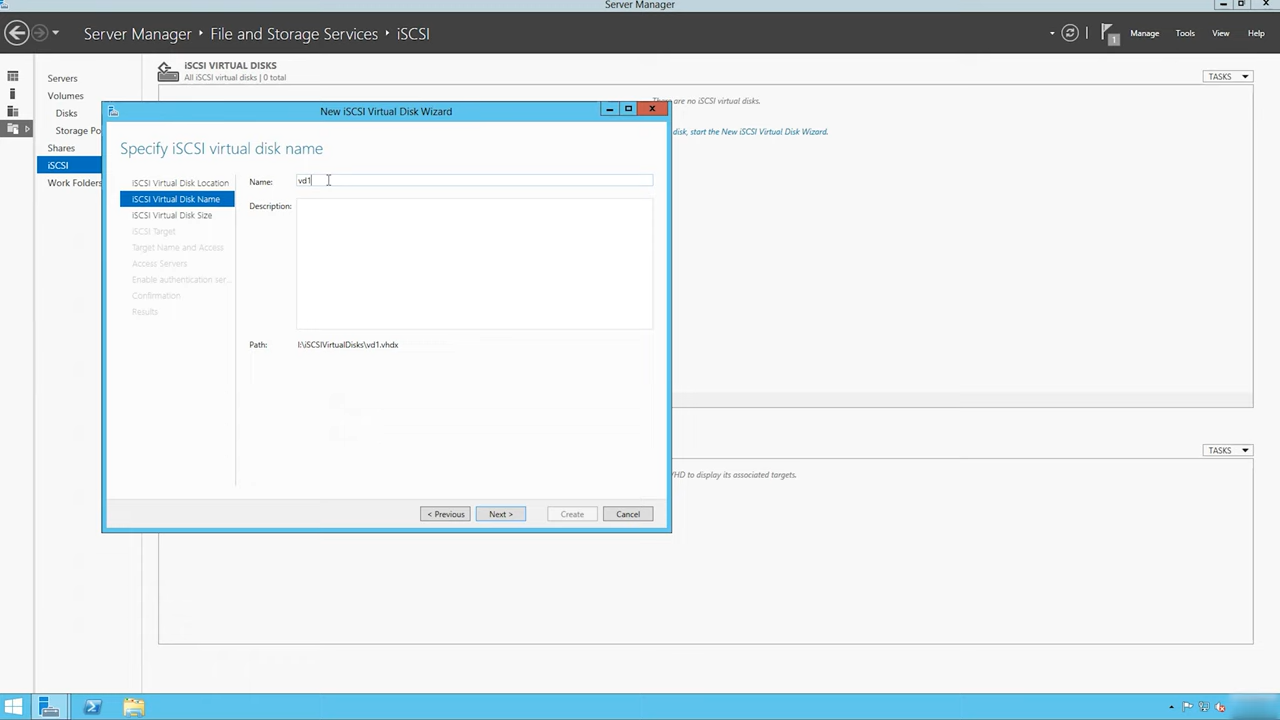 Server Manager
Server Manager › File and Storage Services › iSCSI
1
Manage
Tools
View
Help
Servers
Volumes
Disks
Storage Po
Shares
iSCSI
Work Folders
iSCSI VIRTUAL DISKS
All iSCSI virtual disks | 0 total
TASKS
There are no iSCSI virtual disks.
disk, start the New iSCSI Virtual Disk Wizard.
New iSCSI Virtual Disk Wizard
Specify iSCSI virtual disk name
iSCSI Virtual Disk Location
iSCSI Virtual Disk Name
iSCSI Virtual Disk Size
iSCSI Target
Target Name and Access
Access Servers
Enable authentication ser...
Confirmation
Results
Name: vd1
Description:
Path: I:\iSCSIVirtualDisks\vd1.vhdx
< Previous
Next >
Create
Cancel
TASKS
VHD to display its associated targets.